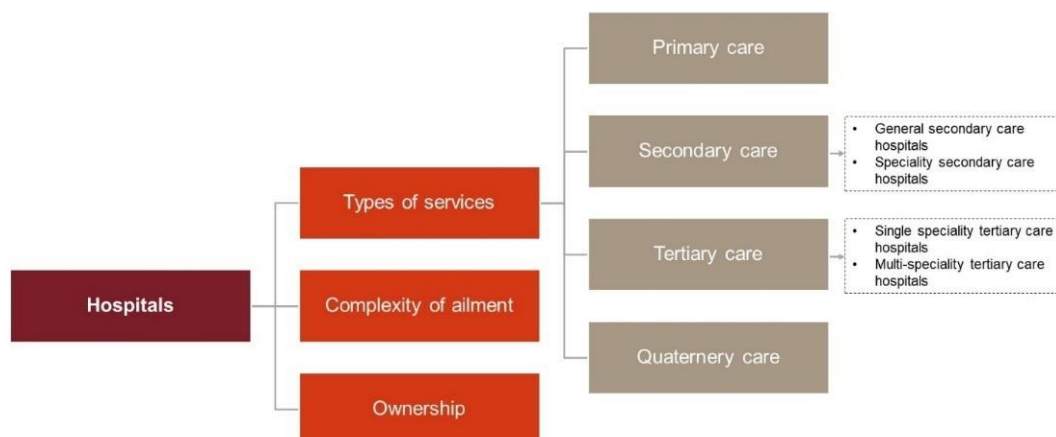 Hospitals
Types of services
Complexity of ailment
Ownership
Primary care
Secondary care
Tertiary care
Quaternery care
• General secondary care
hospitals
• Speciality secondary care
hospitals
• Single speciality tertiary care
hospitals
• Multi-speciality tertiary care
hospitals